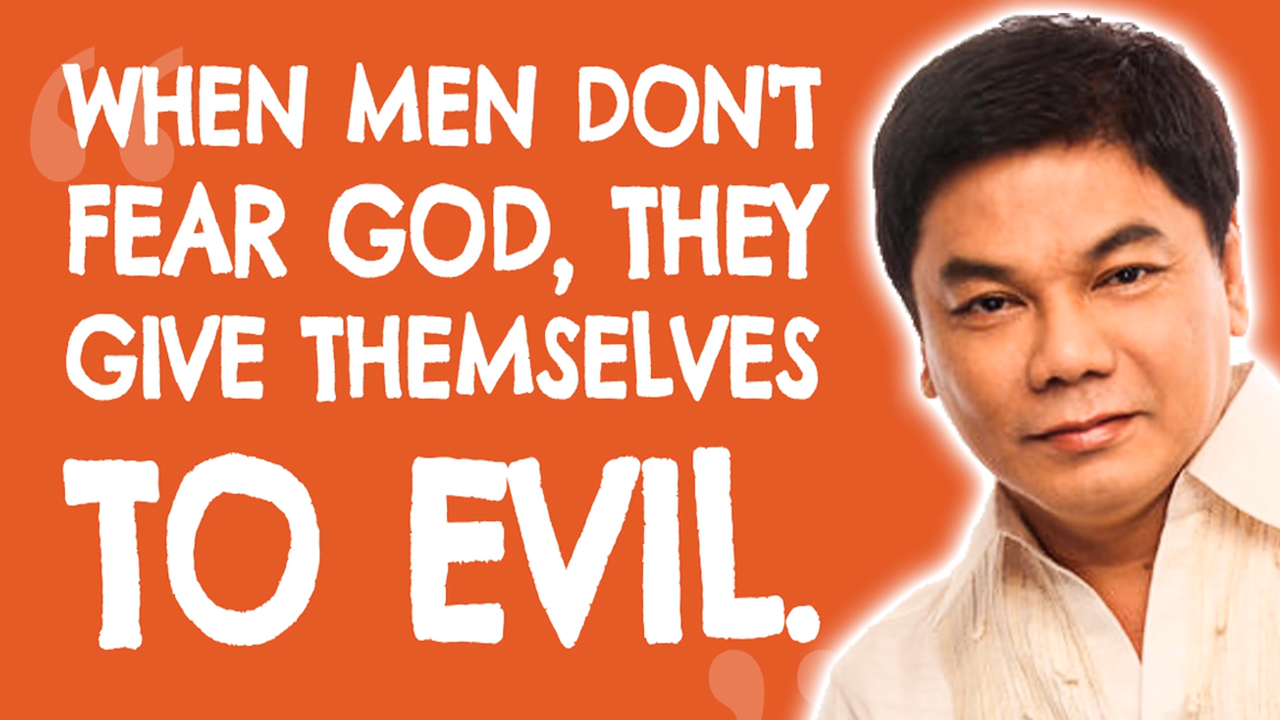 “
WHEN MEN DON'T
FEAR GOD, THEY
GIVE THEMSELVES
TO EVIL.
”